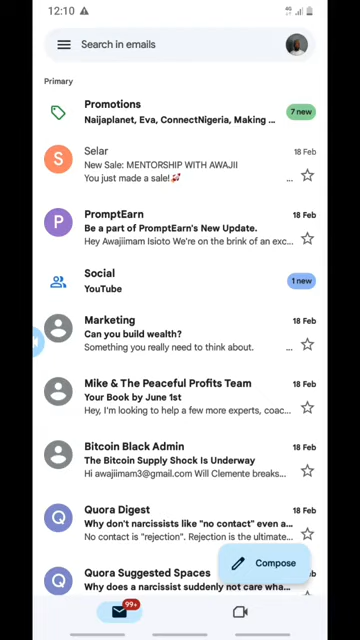 12:10
4G
Search in emails
Primary
Promotions
Naijaplanet, Eva, ConnectNigeria, Making ...
7 new
S
Selar
18 Feb
New Sale: MENTORSHIP WITH AWAJII
You just made a sale!💸
...
P
PromptEarn
18 Feb
Be a part of PromptEarn's New Update.
Hey Awajiimam Isioto We're on the brink of an exc...
Social
YouTube
1 new
Marketing
18 Feb
Can you build wealth?
Something you really need to think about.
...
Mike & The Peaceful Profits Team
18 Feb
Your Book by June 1st
Hey, I'm looking to help a few more experts, coac...
Bitcoin Black Admin
18 Feb
The Bitcoin Supply Shock Is Underway
Hi awajiimam3@gmail.com Will Clemente breaks...
Q
Quora Digest
18 Feb
Why don't narcissists like "no contact" even a...
No contact is "rejection". Rejection is the ultimate...
Compose
Q
Quora Suggested Spaces
18 Feb
Why does a narcissist suddenly not care wha...
99+